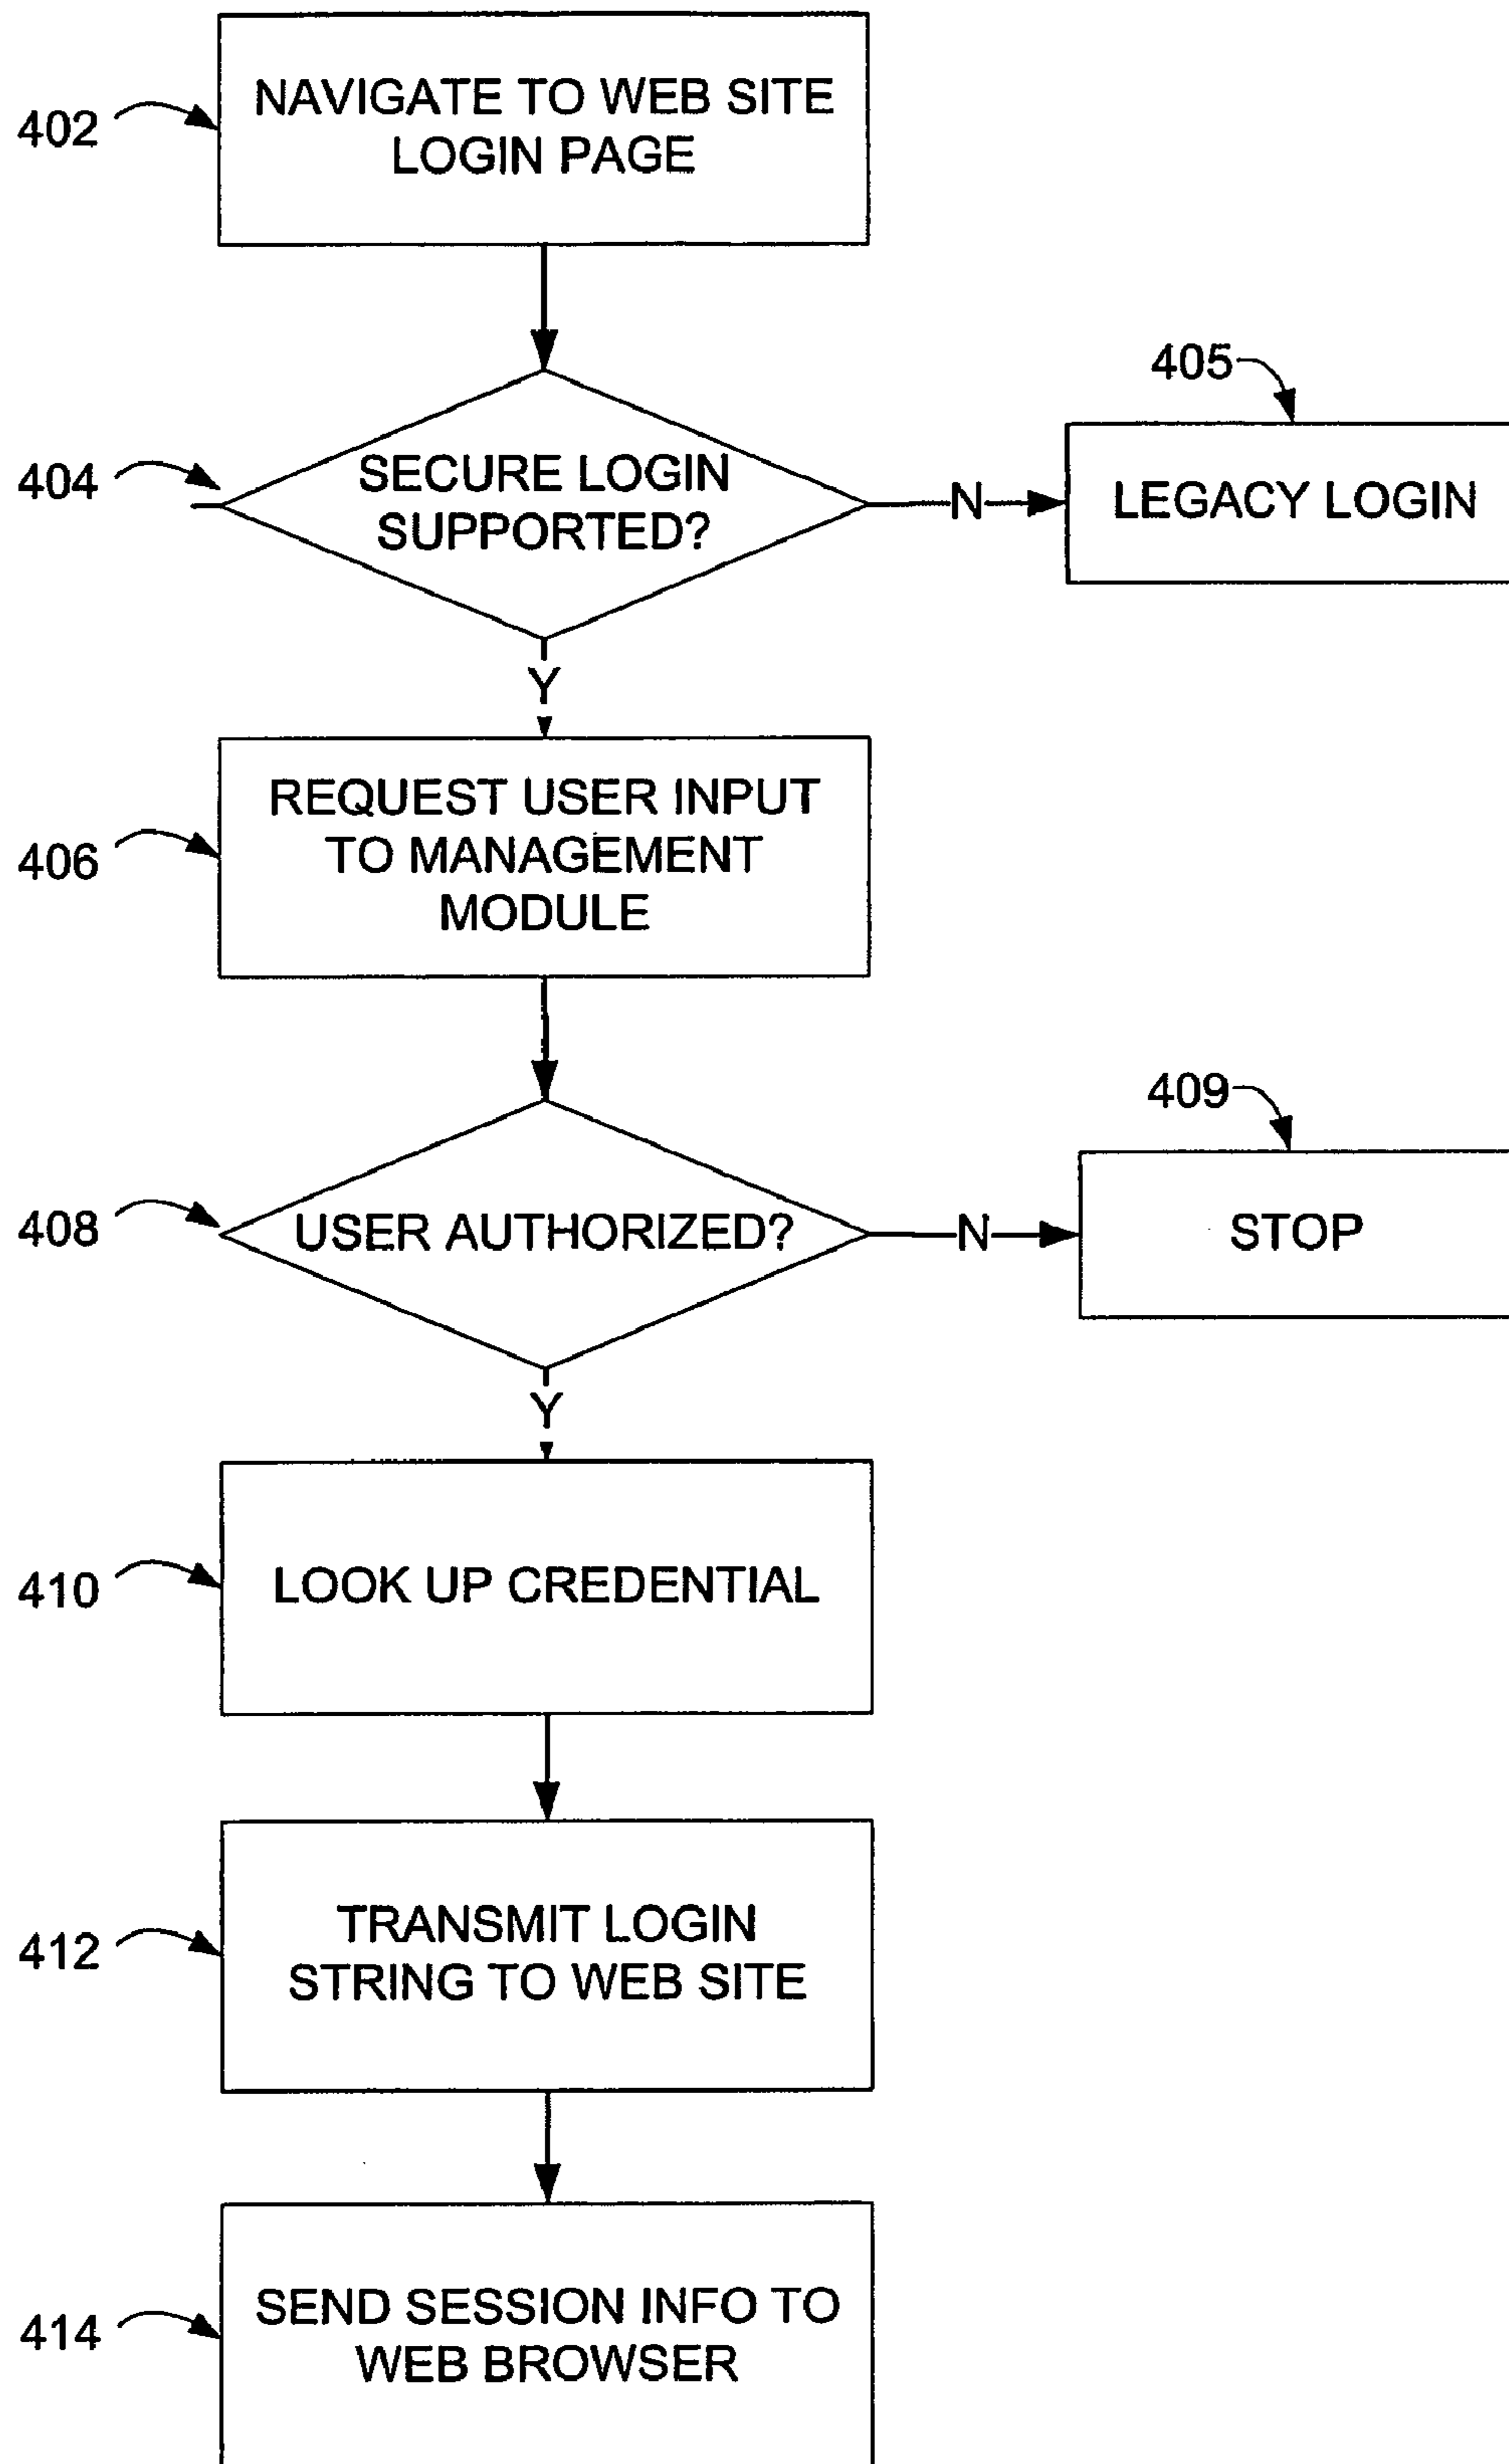 402
NAVIGATE TO WEB SITE
LOGIN PAGE
404
SECURE LOGIN
SUPPORTED?
N
405
LEGACY LOGIN
Y
406
REQUEST USER INPUT
TO MANAGEMENT
MODULE
408
USER AUTHORIZED?
N
409
STOP
Y
410
LOOK UP CREDENTIAL
412
TRANSMIT LOGIN
STRING TO WEB SITE
414
SEND SESSION INFO TO
WEB BROWSER